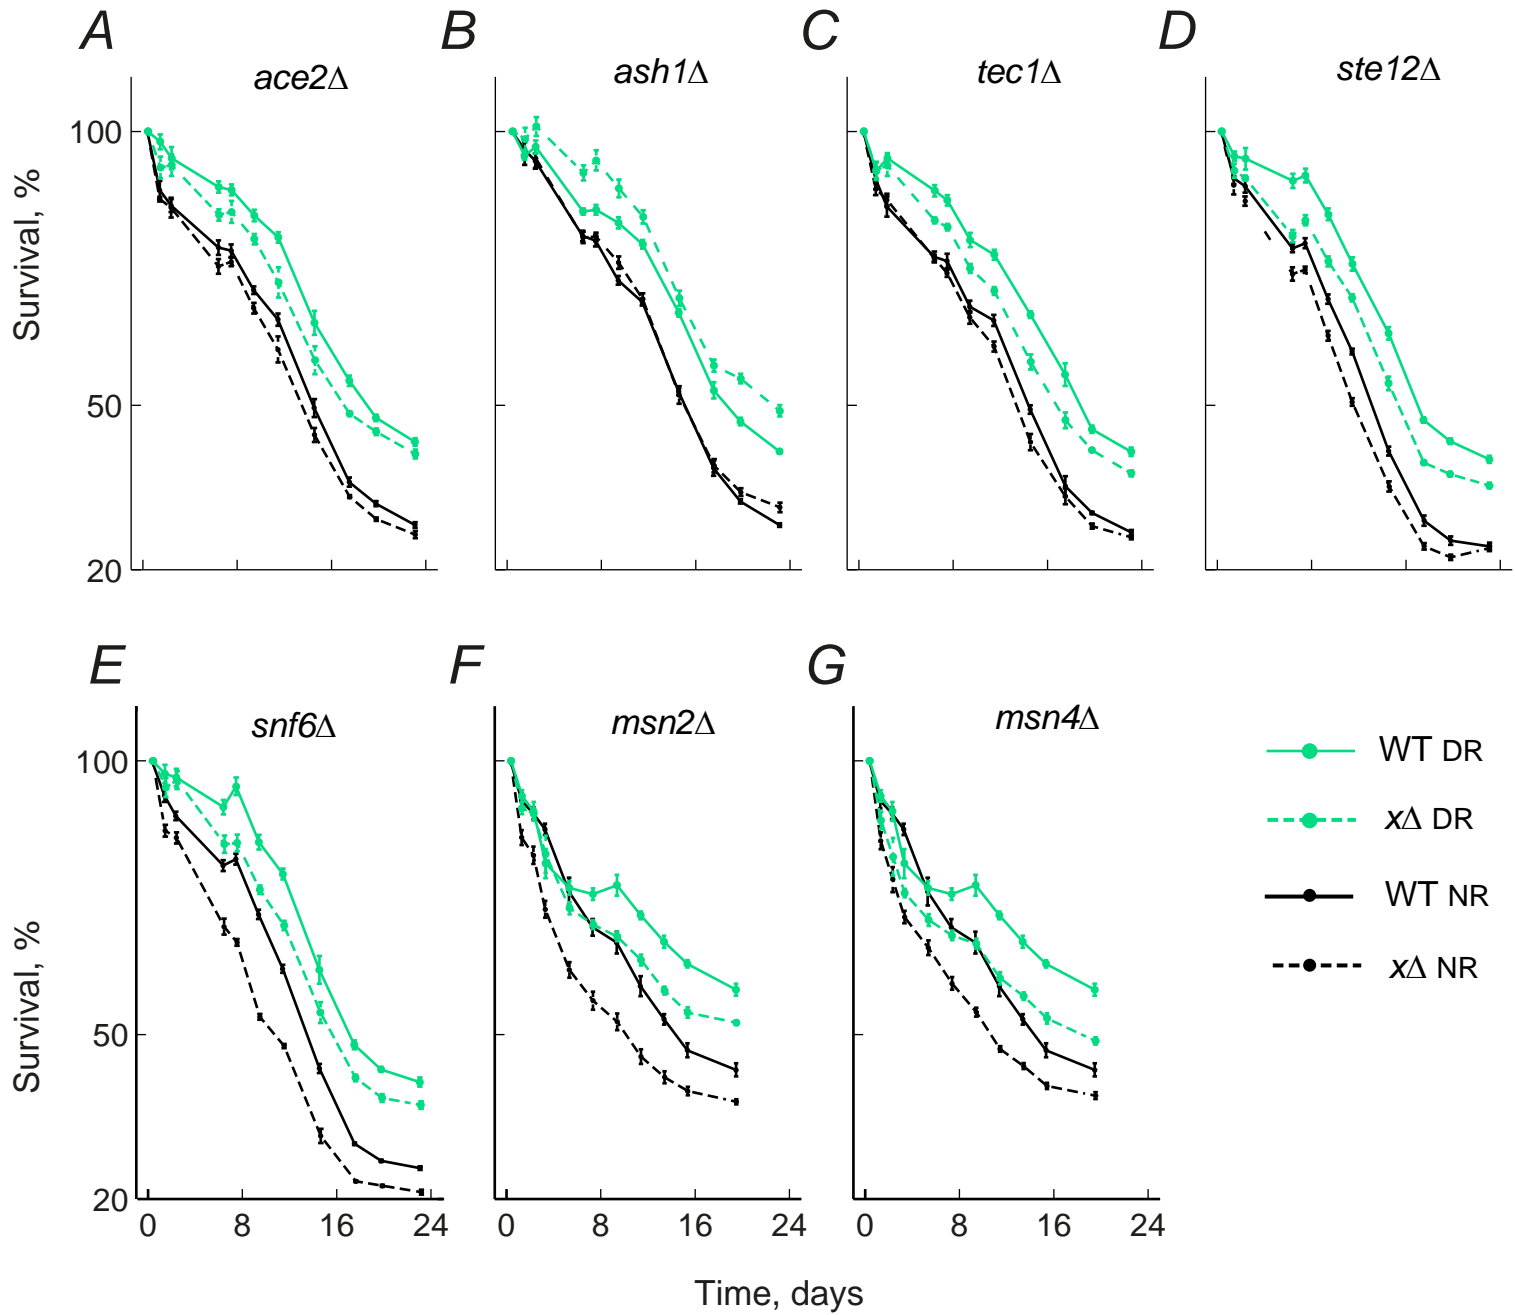 A B C D
ace2Δ ash1Δ tec1Δ ste12Δ
Survival, %
100
50
20
E F G
snf6Δ msn2Δ msn4Δ
Survival, %
100
50
20
0 8 16 24 0 8 16 24 0 8 16 24
Time, days
WT DR
xΔ DR
WT NR
xΔ NR